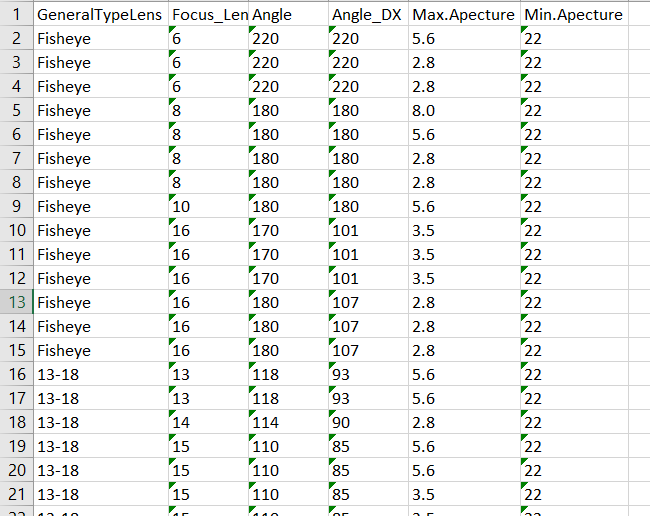 1 GeneralTypeLens Focus_Len Angle Angle_DX Max.Apecture Min.Apecture
2 Fisheye 6 220 220 5.6 22
3 Fisheye 6 220 220 2.8 22
4 Fisheye 6 220 220 2.8 22
5 Fisheye 8 180 180 8.0 22
6 Fisheye 8 180 180 5.6 22
7 Fisheye 8 180 180 2.8 22
8 Fisheye 8 180 180 2.8 22
9 Fisheye 10 180 180 5.6 22
10 Fisheye 16 170 101 3.5 22
11 Fisheye 16 170 101 3.5 22
12 Fisheye 16 170 101 3.5 22
13 Fisheye 16 180 107 2.8 22
14 Fisheye 16 180 107 2.8 22
15 Fisheye 16 180 107 2.8 22
16 13-18 13 118 93 5.6 22
17 13-18 13 118 93 5.6 22
18 13-18 14 114 90 2.8 22
19 13-18 15 110 85 5.6 22
20 13-18 15 110 85 5.6 22
21 13-18 15 110 85 3.5 22